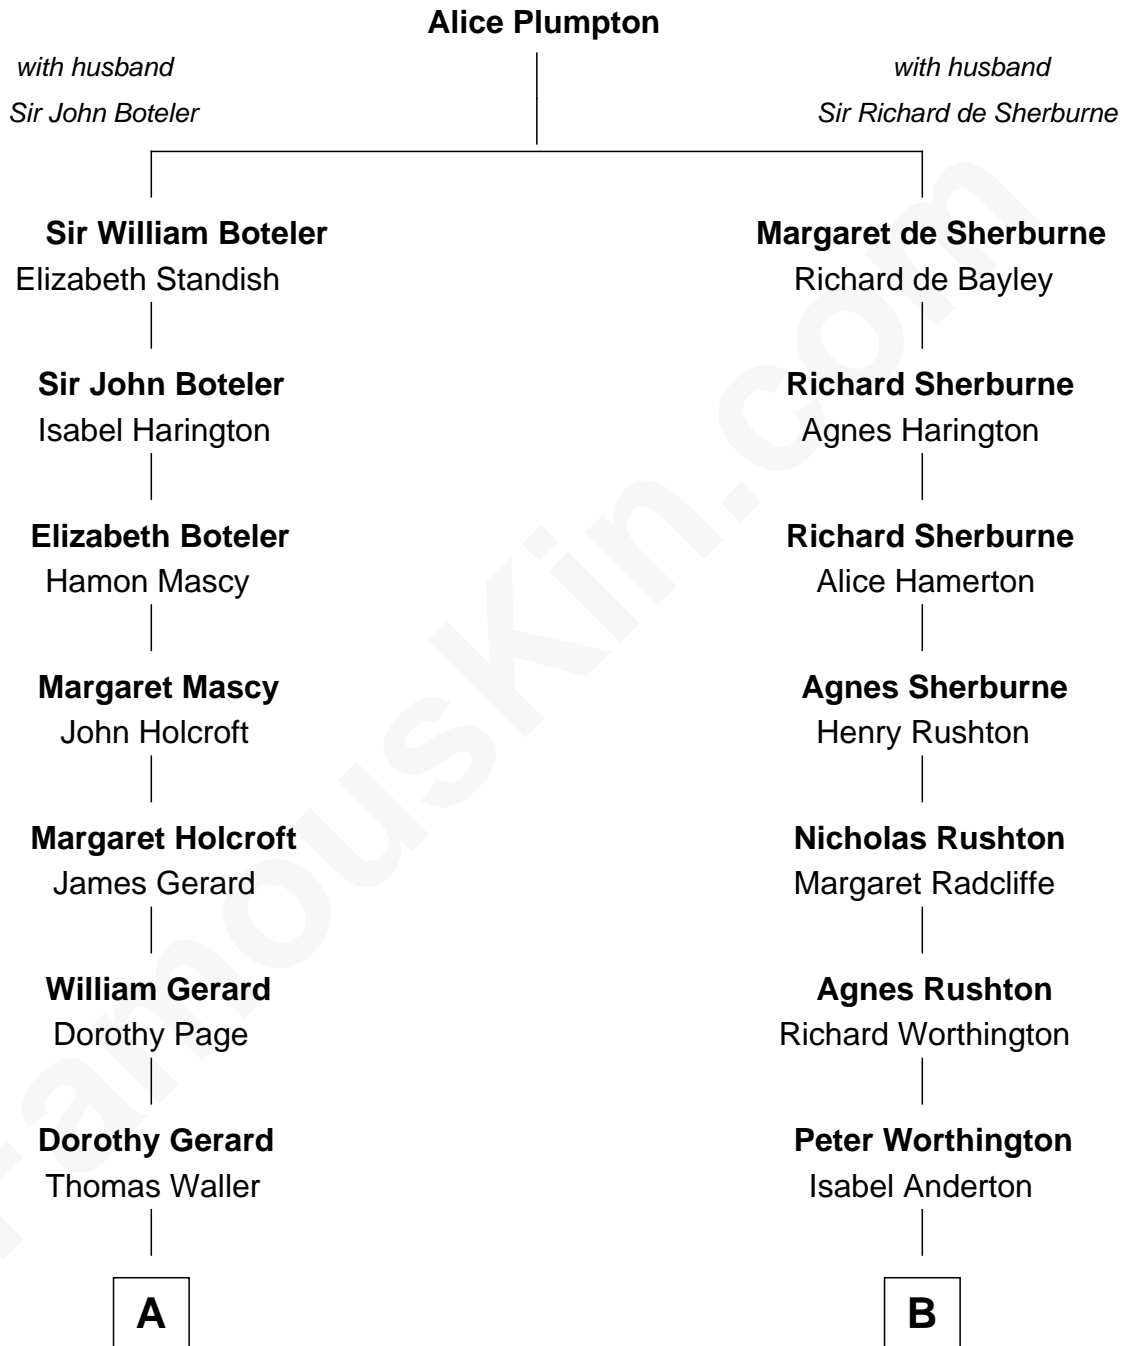 Alice Plumpton
with husband
Sir John Boteler
with husband
Sir Richard de Sherburne
Sir William Boteler
Elizabeth Standish
Margaret de Sherburne
Richard de Bayley
Sir John Boteler
Isabel Harington
Richard Sherburne
Agnes Harington
Elizabeth Boteler
Hamon Mascy
Richard Sherburne
Alice Hamerton
Margaret Mascy
John Holcroft
Agnes Sherburne
Henry Rushton
Margaret Holcroft
James Gerard
Nicholas Rushton
Margaret Radcliffe
William Gerard
Dorothy Page
Agnes Rushton
Richard Worthington
Dorothy Gerard
Thomas Waller
Peter Worthington
Isabel Anderton
A
B
FamousKin.com